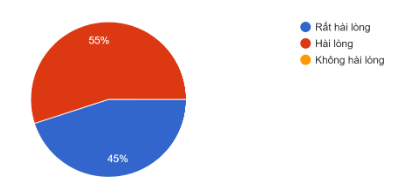 55%
45%
Rất hài lòng
Hài lòng
Không hài lòng